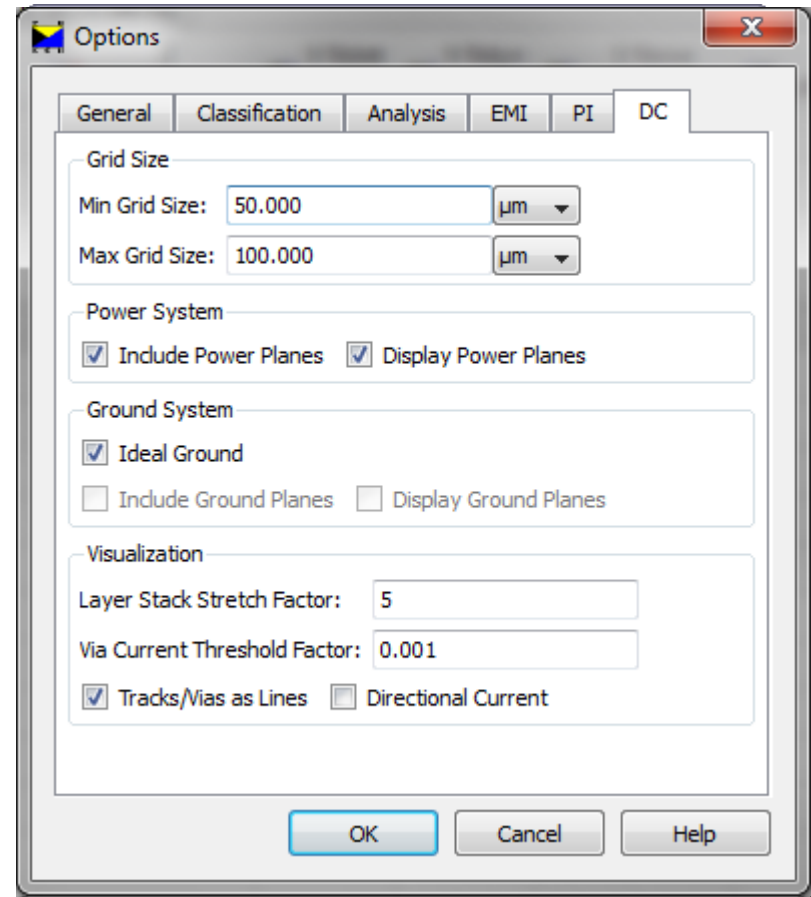 Options
General Classification Analysis EMI PI DC
Grid Size
Min Grid Size: 50.000 µm
Max Grid Size: 100.000 µm
Power System
Include Power Planes Display Power Planes
Ground System
Ideal Ground
Include Ground Planes Display Ground Planes
Visualization
Layer Stack Stretch Factor: 5
Via Current Threshold Factor: 0.001
Tracks/Vias as Lines Directional Current
OK Cancel Help